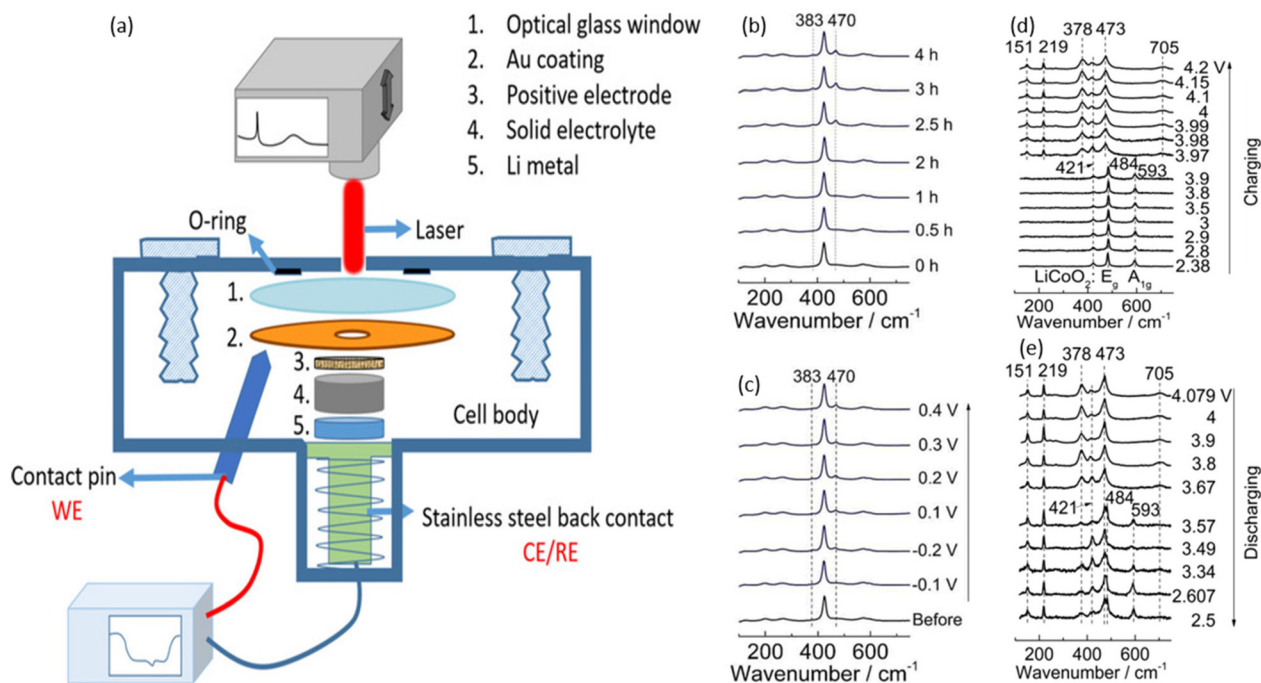 (a)
1. Optical glass window
2. Au coating
3. Positive electrode
4. Solid electrolyte
5. Li metal
O-ring
Laser
1.
2.
3.
4.
5.
Cell body
Contact pin
WE
Stainless steel back contact
CE/RE
(b)
383 470
4 h
3 h
2.5 h
2 h
1 h
0.5 h
0 h
200 400 600
Wavenumber / cm-1
(c)
383 470
0.4 V
0.3 V
0.2 V
0.1 V
-0.2 V
-0.1 V
Before
200 400 600
Wavenumber / cm-1
(d)
378 473
151 219 705
4.2 V
4.15
4.1
4
3.99
3.98
3.97
421 484 593
3.9
3.8
3.5
3
2.9
2.8
2.38
LiCoO2 Eg A1g
Charging
200 400 600
Wavenumber / cm-1
(e)
378 473
151 219 705
4.079 V
4
3.9
3.8
3.67
421 484 593
3.57
3.49
3.34
2.607
2.5
Discharging
200 400 600
Wavenumber / cm-1